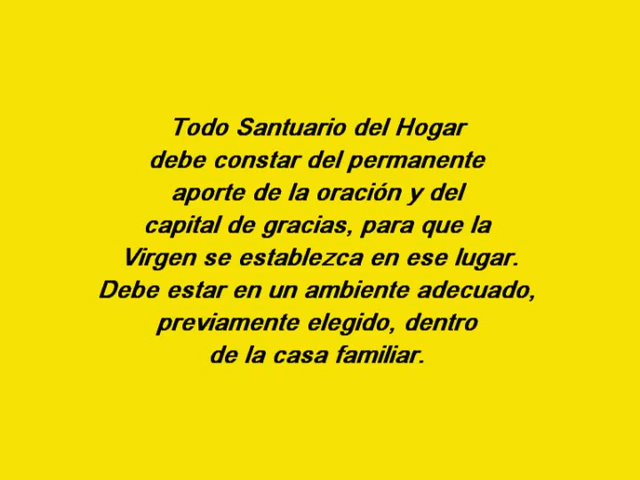 Todo Santuario del Hogar
debe constar del permanente
aporte de la oración y del
capital de gracias, para que la
Virgen se establezca en ese lugar.
Debe estar en un ambiente adecuado,
previamente elegido, dentro
de la casa familiar.